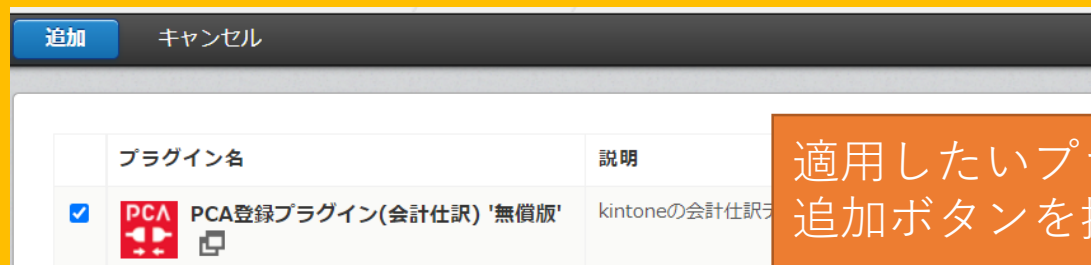 追加 キャンセル
プラグイン名 説明
PCA PCA登録プラグイン(会計仕訳) '無償版' kintoneの会計仕訳デ
適用したいプ
追加ボタンを